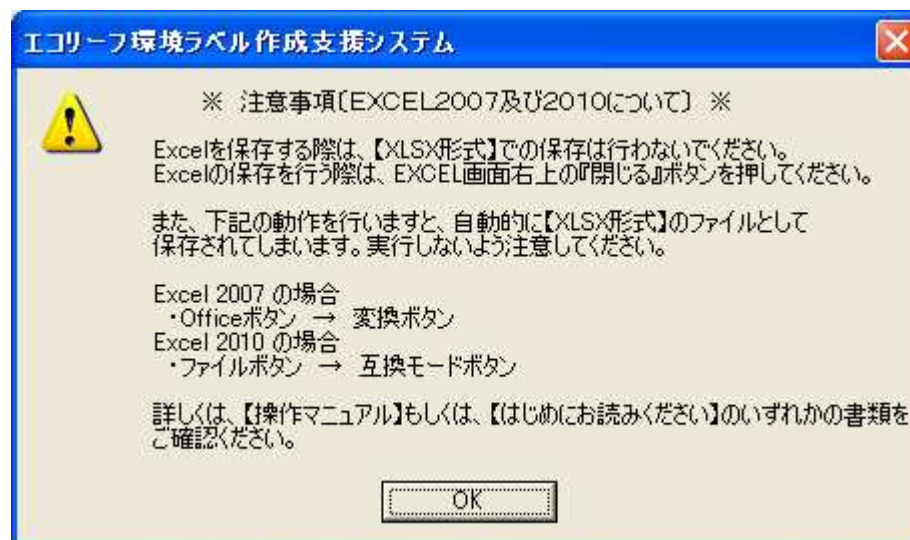 エコリーフ環境ラベル作成支援システム
※ 注意事項〔EXCEL2007及び2010について〕 ※
Excelを保存する際は、【XLSX形式】での保存は行わないでください。
Excelの保存を行う際は、EXCEL画面右上の『閉じる』ボタンを押してください。
また、下記の動作を行いますと、自動的に【XLSX形式】のファイルとして
保存されてしまいます。実行しないよう注意してください。
Excel 2007 の場合
・Officeボタン → 変換ボタン
Excel 2010 の場合
・ファイルボタン → 互換モードボタン
詳しくは、【操作マニュアル】もしくは、【はじめにお読みください】のいずれかの書類を
ご確認ください。
OK